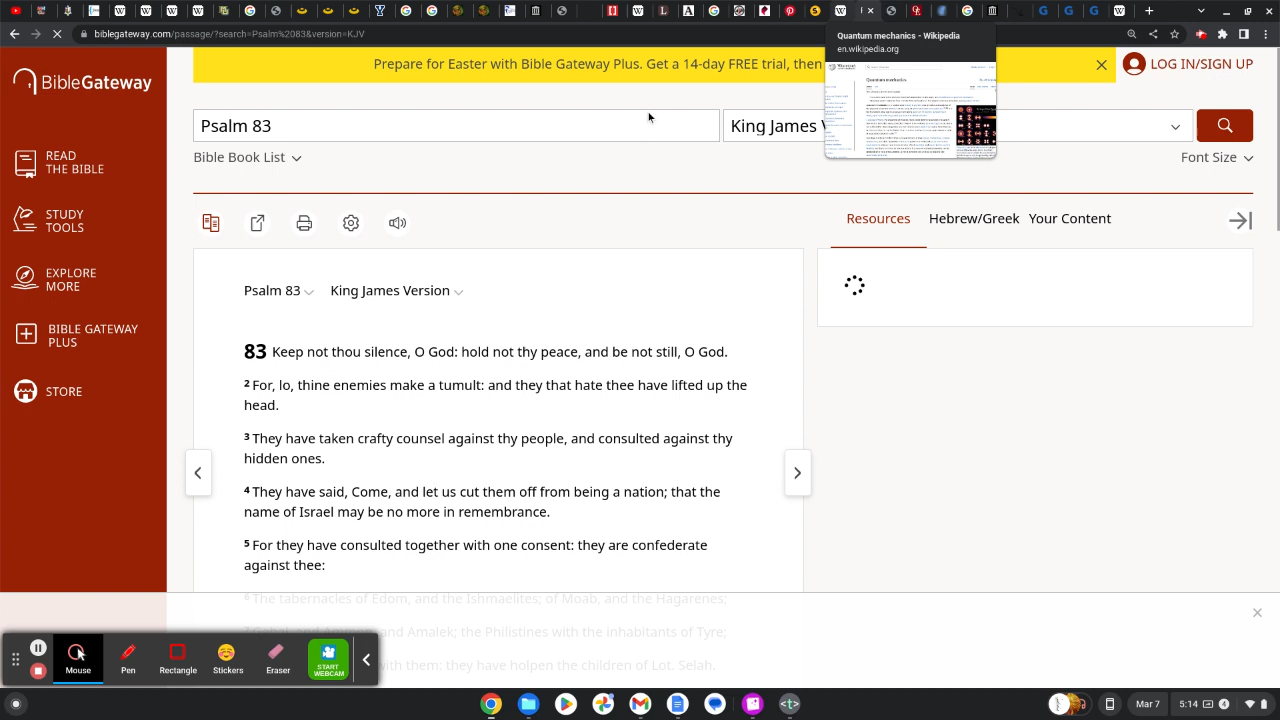 biblegateway.com/passage/?search=Psalm%2083&version=KJV
Quantum mechanics - Wikipedia
en.wikipedia.org
Quantum mechanics
Prepare for Easter with Bible Gateway Plus. Get a 14-day FREE trial, then
LOG IN/SIGN UP
BibleGateway
READ
THE BIBLE
STUDY
TOOLS
EXPLORE
MORE
BIBLE GATEWAY
PLUS
STORE
83
King Jam
Font Size
Resources Hebrew/Greek Your Content
Psalm 83 King James Version
83 Keep not thou silence, O God: hold not thy peace, and be not still, O God.
2 For, lo, thine enemies make a tumult: and they that hate thee have lifted up the
head.
3 They have taken crafty counsel against thy people, and consulted against thy
hidden ones.
4 They have said, Come, and let us cut them off from being a nation; that the
name of Israel may be no more in remembrance.
5 For they have consulted together with one consent: they are confederate
against thee:
6 The tabernacles of Edom, and the Ishmaelites; of Moab, and the Hagarenes;
and Amalek; the Philistines with the inhabitants of Tyre;
with them: they have holpen the children of Lot. Selah.
Mouse Pen Rectangle Stickers Eraser
START
WEBCAM
Mar 7 5:14